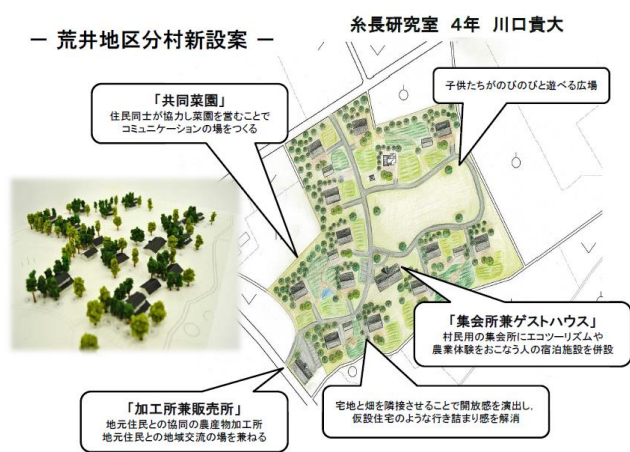 － 荒井地区分村新設案 －
糸長研究室　４年　川口貴大
「共同菜園」
住民同士が協力し菜園を営むことで
コミュニケーションの場をつくる
子供たちがのびのびと遊べる広場
「集会所兼ゲストハウス」
村民用の集会所にエコツーリズムや
農業体験をおこなう人の宿泊施設を併設
「加工所兼販売所」
地元住民との協同の農産物加工所
地元住民との地域交流の場を兼ねる
宅地と畑を隣接させることで開放感を演出し、
仮設住宅のような行き詰まり感を解消